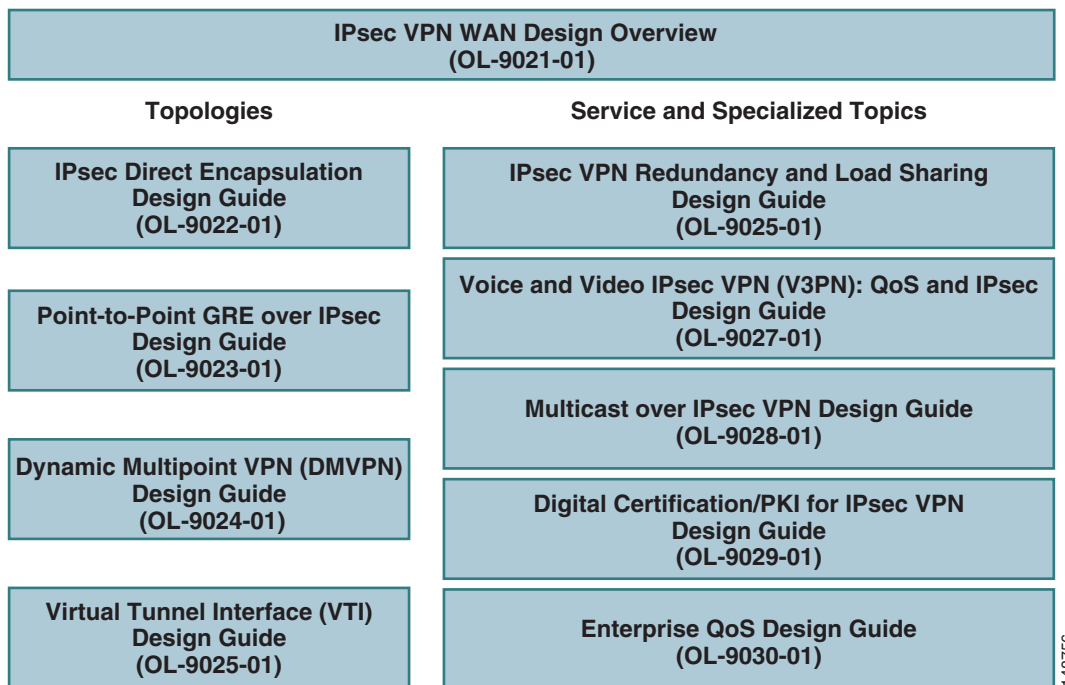 IPsec VPN WAN Design Overview
(OL-9021-01)
Topologies
Service and Specialized Topics
IPsec Direct Encapsulation
Design Guide
(OL-9022-01)
Point-to-Point GRE over IPsec
Design Guide
(OL-9023-01)
Dynamic Multipoint VPN (DMVPN)
Design Guide
(OL-9024-01)
Virtual Tunnel Interface (VTI)
Design Guide
(OL-9025-01)
IPsec VPN Redundancy and Load Sharing
Design Guide
(OL-9025-01)
Voice and Video IPsec VPN (V3PN): QoS and IPsec
Design Guide
(OL-9027-01)
Multicast over IPsec VPN Design Guide
(OL-9028-01)
Digital Certification/PKI for IPsec VPN
Design Guide
(OL-9029-01)
Enterprise QoS Design Guide
(OL-9030-01)